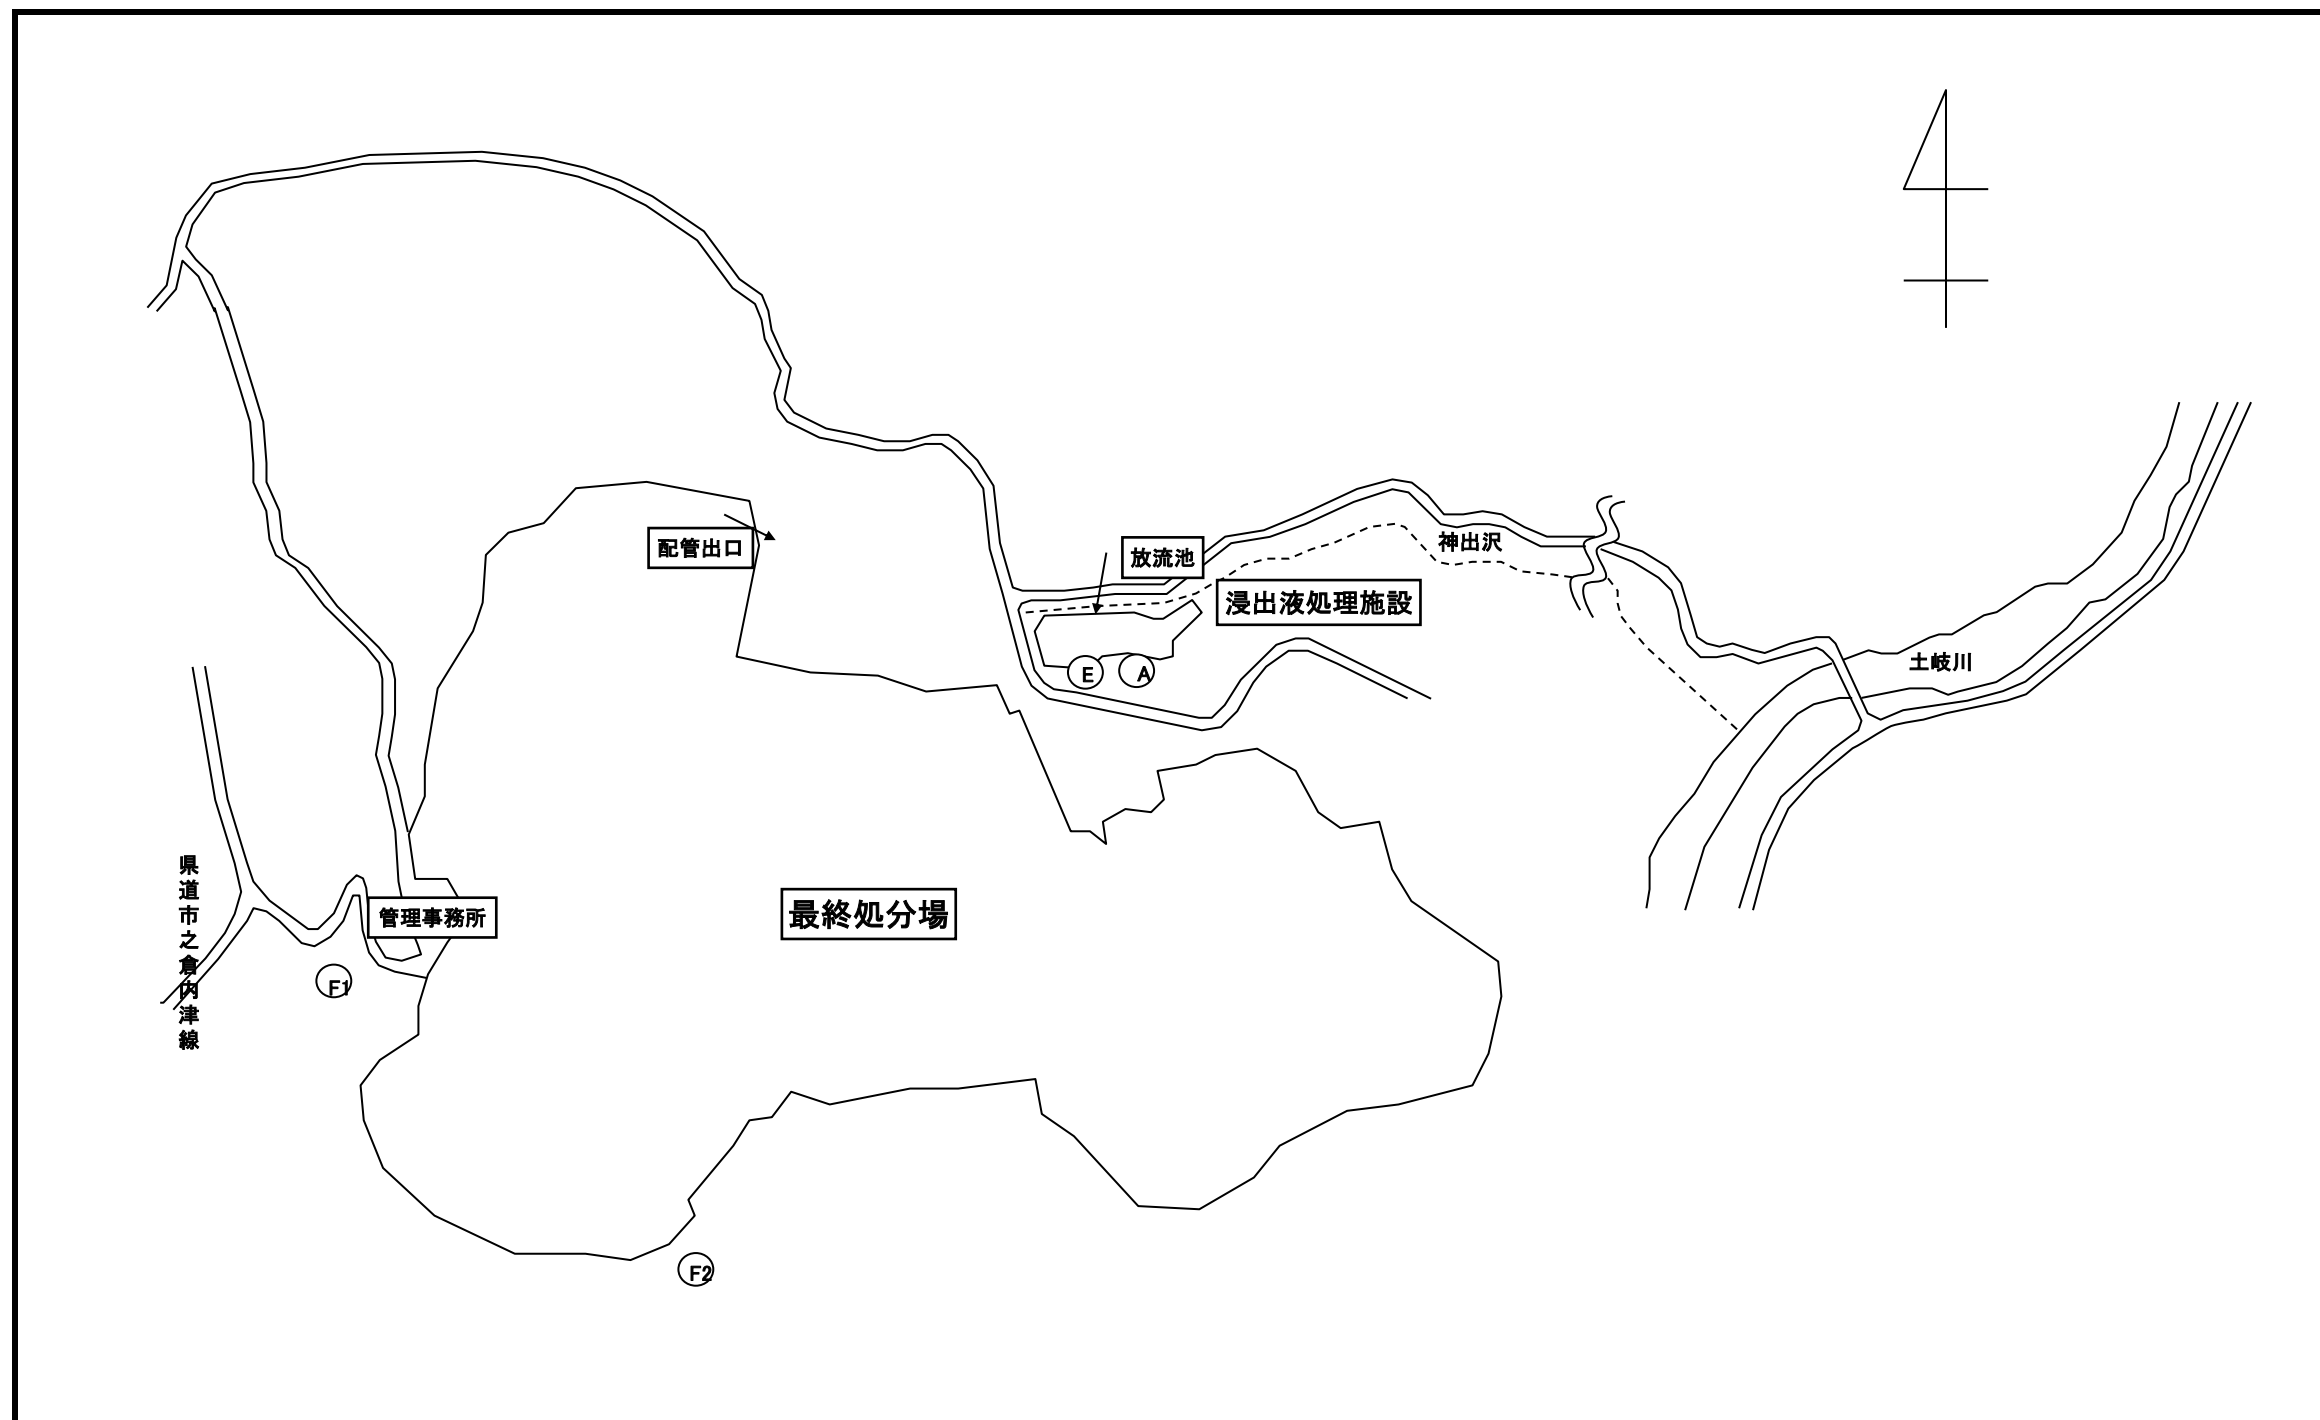 神出沢
配管出口
放流池
浸出液処理施設
土岐川
E
A
県道市之倉内津線
管理事務所
最終処分場
F1
F2